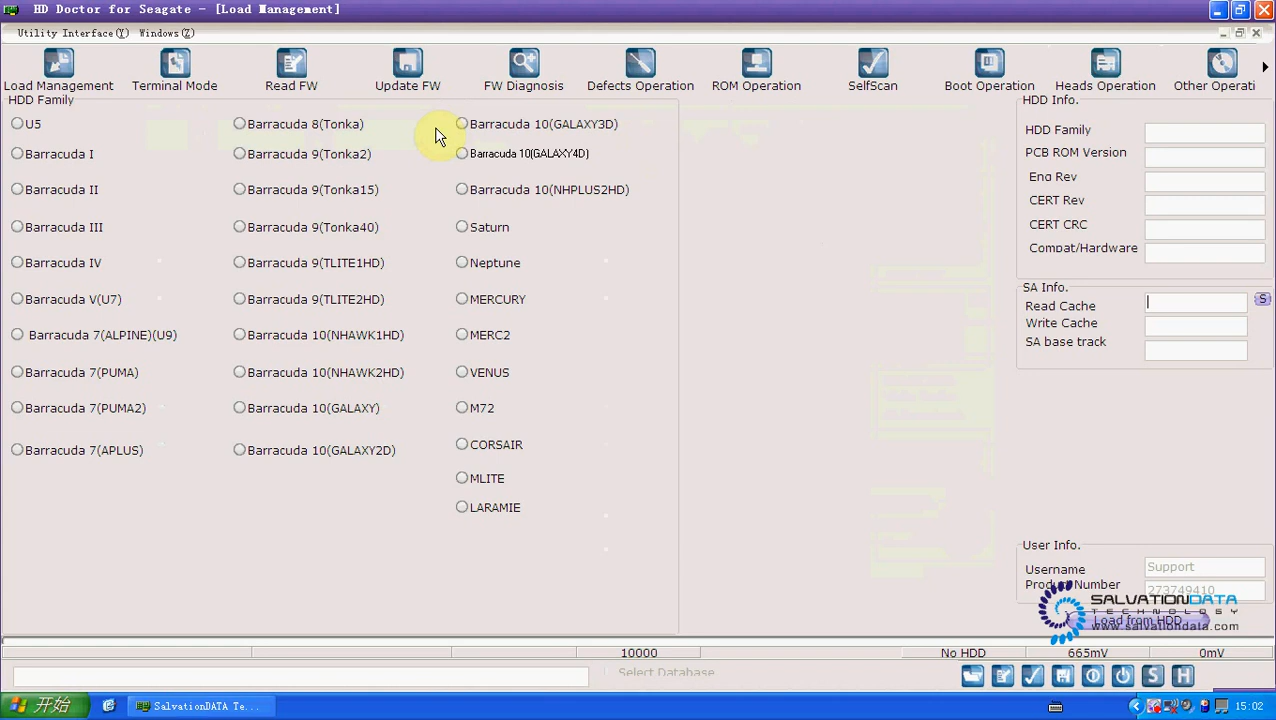 HD Doctor for Seagate - [Load Management]
Utility Interface(Y) Windows(Z)
Load Management Terminal Mode Read FW Update FW FW Diagnosis Defects Operation ROM Operation SelfScan Boot Operation Heads Operation Other Operati
HDD Family
U5
Barracuda I
Barracuda II
Barracuda III
Barracuda IV
Barracuda V(U7)
Barracuda 7(ALPINE)(U9)
Barracuda 7(PUMA)
Barracuda 7(PUMA2)
Barracuda 7(APLUS)
Barracuda 8(Tonka)
Barracuda 9(Tonka2)
Barracuda 9(Tonka15)
Barracuda 9(Tonka40)
Barracuda 9(TLITE1HD)
Barracuda 9(TLITE2HD)
Barracuda 10(NHAWK1HD)
Barracuda 10(NHAWK2HD)
Barracuda 10(GALAXY)
Barracuda 10(GALAXY2D)
Barracuda 10(GALAXY3D)
Barracuda 10(GALAXY4D)
Barracuda 10(NHPLUS2HD)
Saturn
Neptune
MERCURY
MERC2
VENUS
M72
CORSAIR
MLITE
LARAMIE
HDD Info.
HDD Family
PCB ROM Version
Eng Rev
CERT Rev
CERT CRC
Compat/Hardware
SA Info.
Read Cache
S
Write Cache
SA base track
User Info.
Username Support
Product Number 273749410
SALVATIONDATA
TECHNOLOGY
Load from HDD
www.salvationdata.com
10000 No HDD 665mV 0mV
Select Database
S H
开始 SalvationDATA Te... 15:02